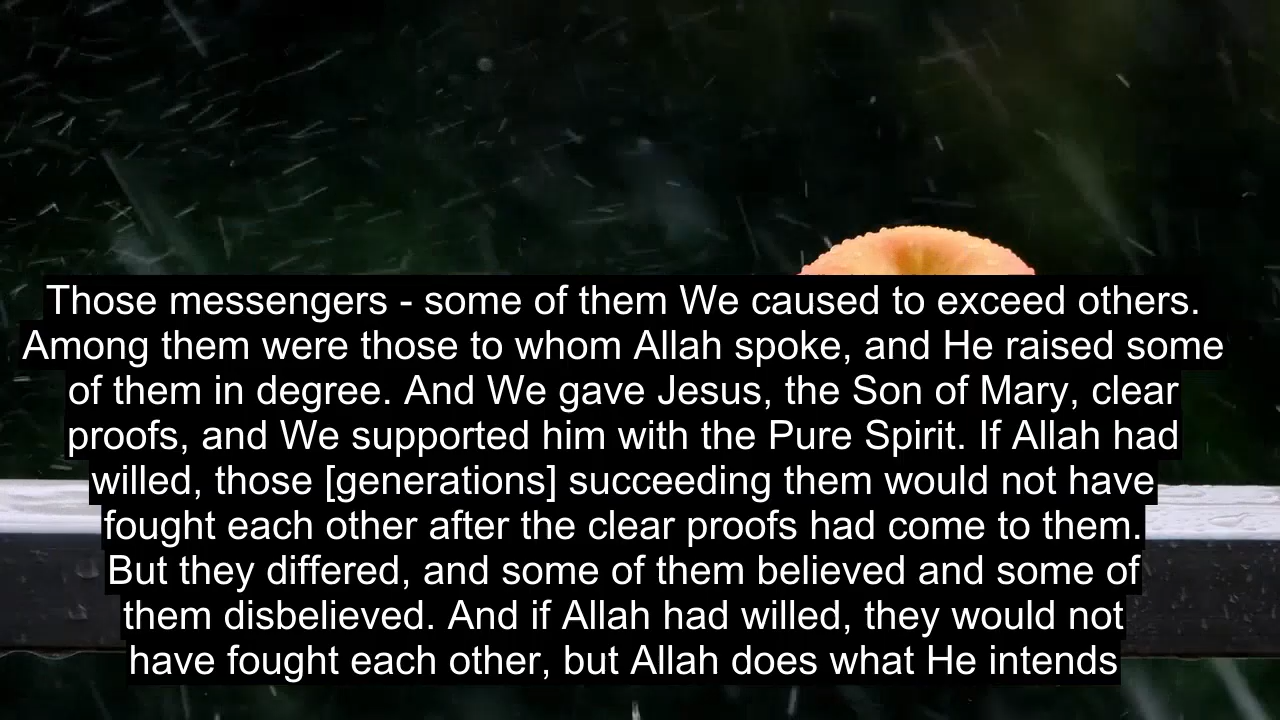 Those messengers - some of them We caused to exceed others.
Among them were those to whom Allah spoke, and He raised some
of them in degree. And We gave Jesus, the Son of Mary, clear
proofs, and We supported him with the Pure Spirit. If Allah had
willed, those [generations] succeeding them would not have
fought each other after the clear proofs had come to them.
But they differed, and some of them believed and some of
them disbelieved. And if Allah had willed, they would not
have fought each other, but Allah does what He intends